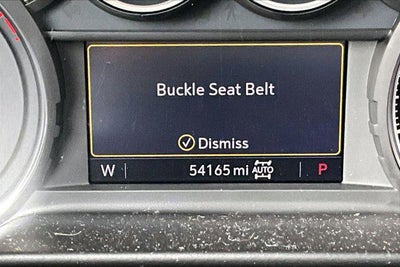 Buckle Seat Belt
Dismiss
W 54165 mi AUTO P